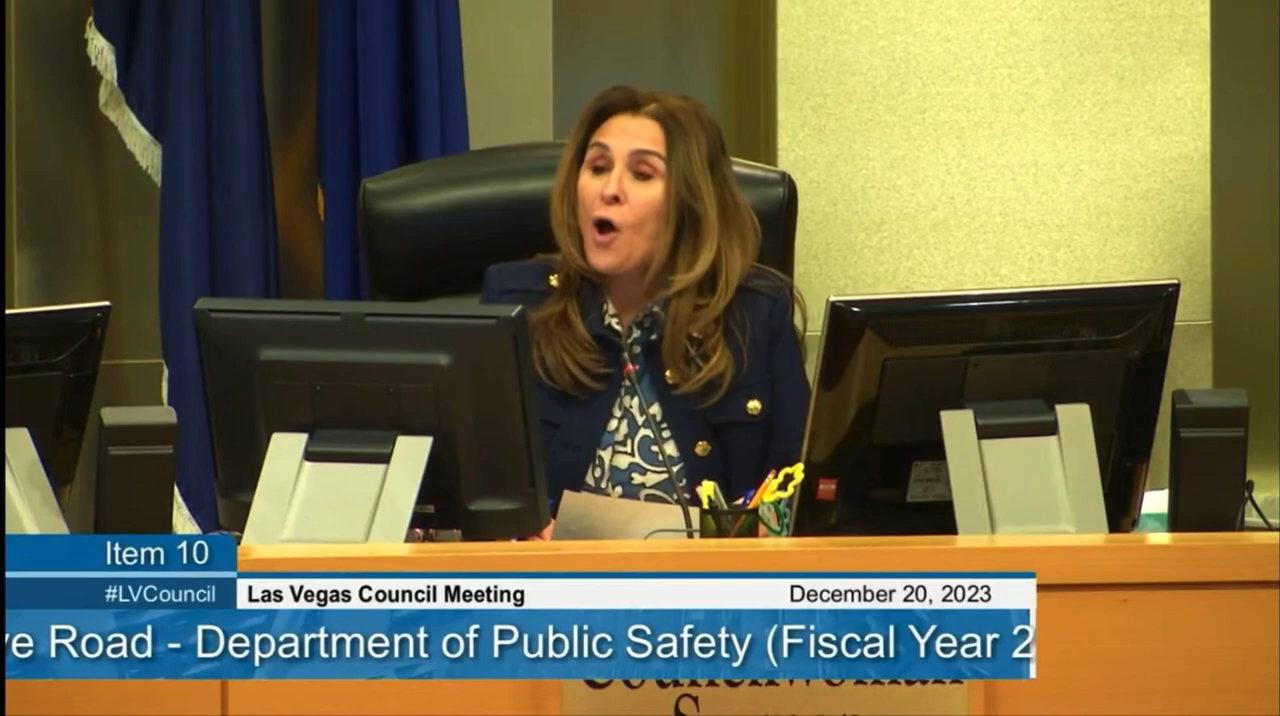 Item 10
#LVCouncil
Las Vegas Council Meeting
December 20, 2023
ve Road - Department of Public Safety (Fiscal Year 2
Councilwoman